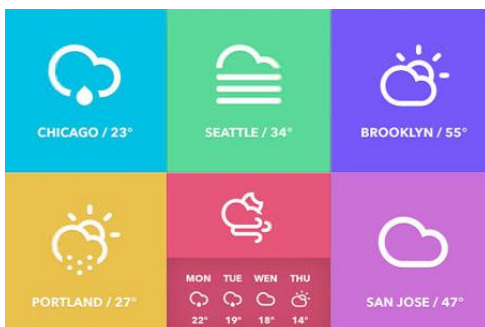 CHICAGO / 23°
SEATTLE / 34°
BROOKLYN / 55°
PORTLAND / 27°
MON TUE WEN THU
22° 19° 18° 14°
SAN JOSE / 47°